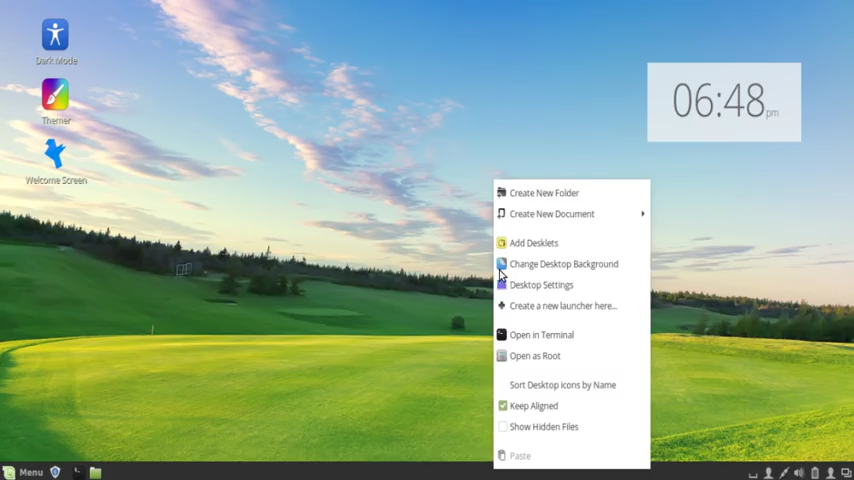 Dark Mode
Themer
Welcome Screen
06:48 pm
Create New Folder
Create New Document
Add Desklets
Change Desktop Background
Desktop Settings
Create a new launcher here...
Open in Terminal
Open as Root
Sort Desktop icons by Name
Keep Aligned
Show Hidden Files
Paste
Menu